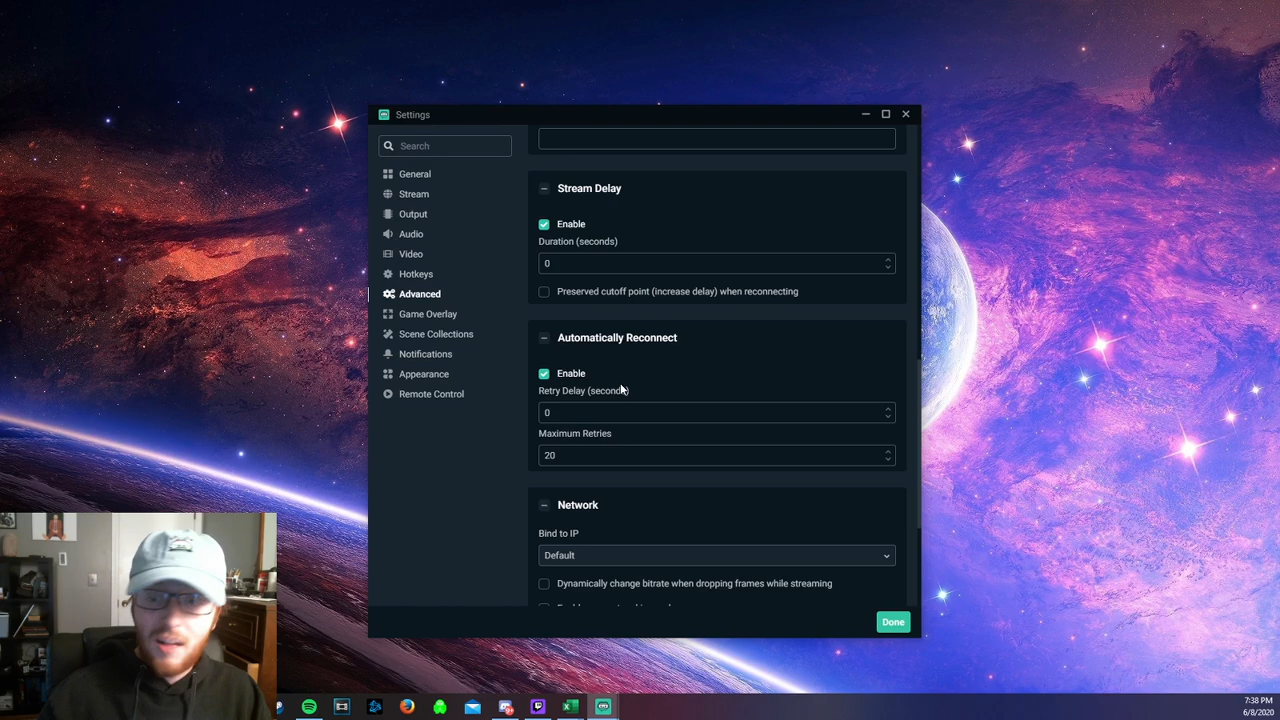 Settings
Search
General
Stream
Output
Audio
Video
Hotkeys
Advanced
Game Overlay
Scene Collections
Notifications
Appearance
Remote Control
Stream Delay
Enable
Duration (seconds)
0
Preserved cutoff point (increase delay) when reconnecting
Automatically Reconnect
Enable
Retry Delay (seconds)
0
Maximum Retries
20
Network
Bind to IP
Default
Dynamically change bitrate when dropping frames while streaming
Done
7:38 PM
6/8/2020